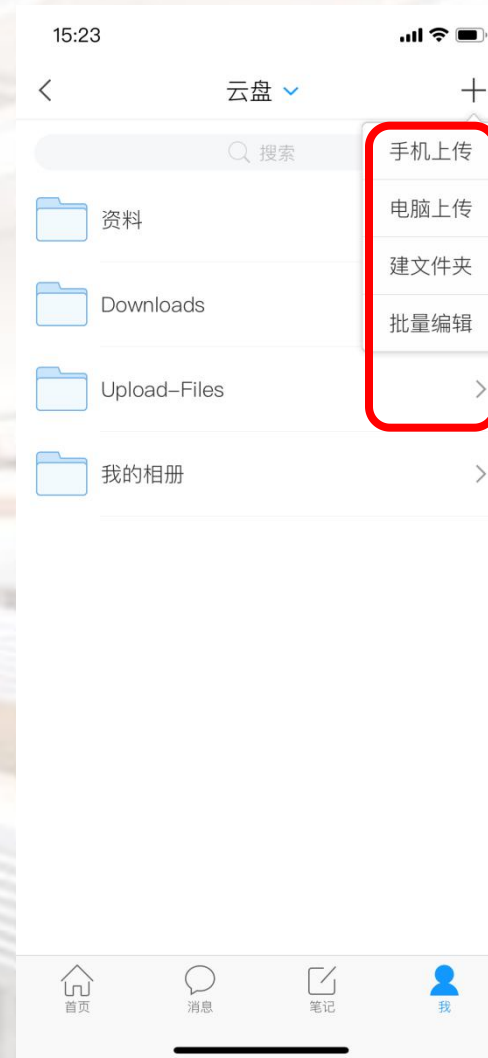 15:23
云盘
搜索
手机上传
电脑上传
建文件夹
批量编辑
资料
Downloads
Upload-Files
我的相册
首页
消息
笔记
我